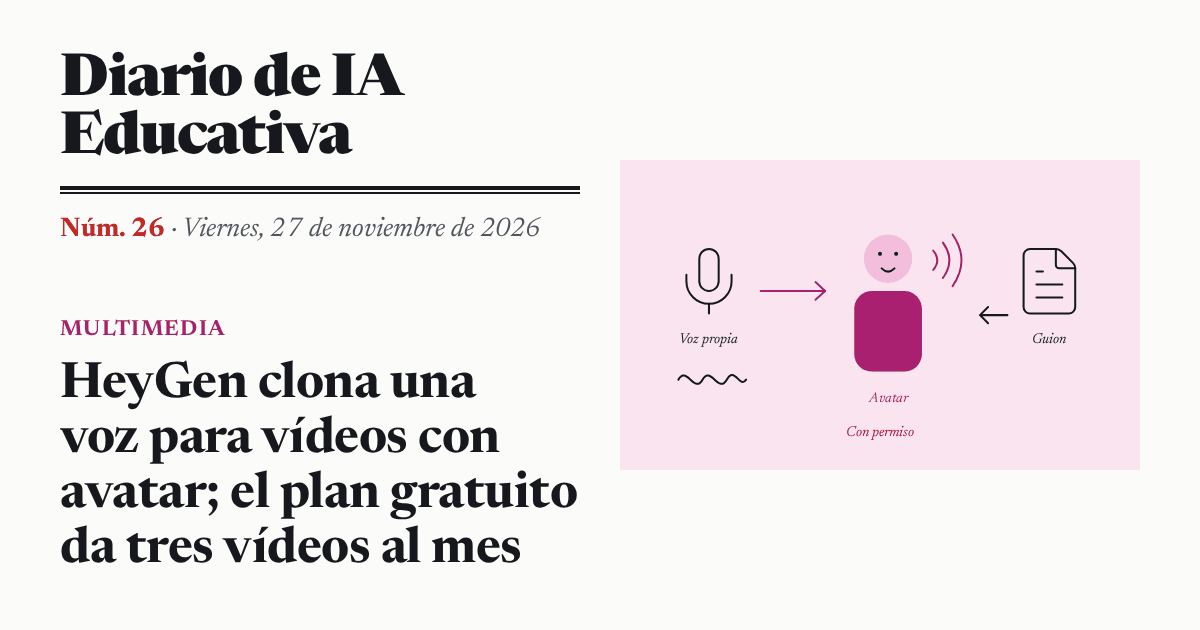 Diario de IA
Educativa
Núm. 26 · Viernes, 27 de noviembre de 2026
MULTIMEDIA
HeyGen clona una
voz para vídeos con
avatar; el plan gratuito
da tres vídeos al mes
Voz propia
Guion
Avatar
Con permiso